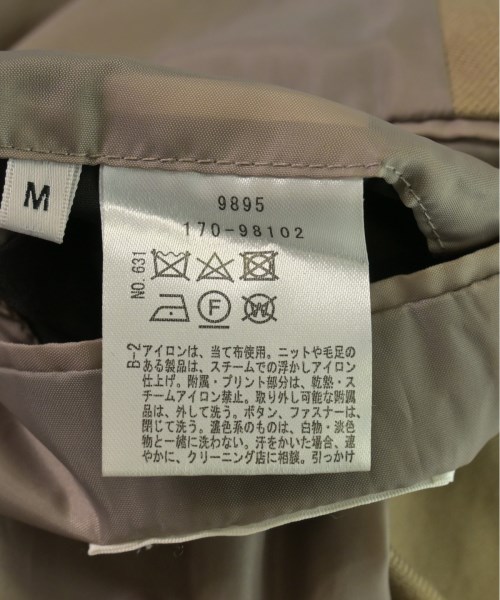 M
9895
170-98102
NO. 631
F
W
B-2
アイロンは、当て布使用。ニットや毛足の
ある製品は、スチームでの浮かしアイロン
仕上げ。附属・プリント部分は、乾熱・ス
チームアイロン禁止。取り外し可能な附属
品は、外して洗う。ボタン、ファスナーは、
閉じて洗う。濃色系のものは、白物・淡色
物と一緒に洗わない。汗をかいた場合、速
やかに、クリーニング店に相談。引っかけ